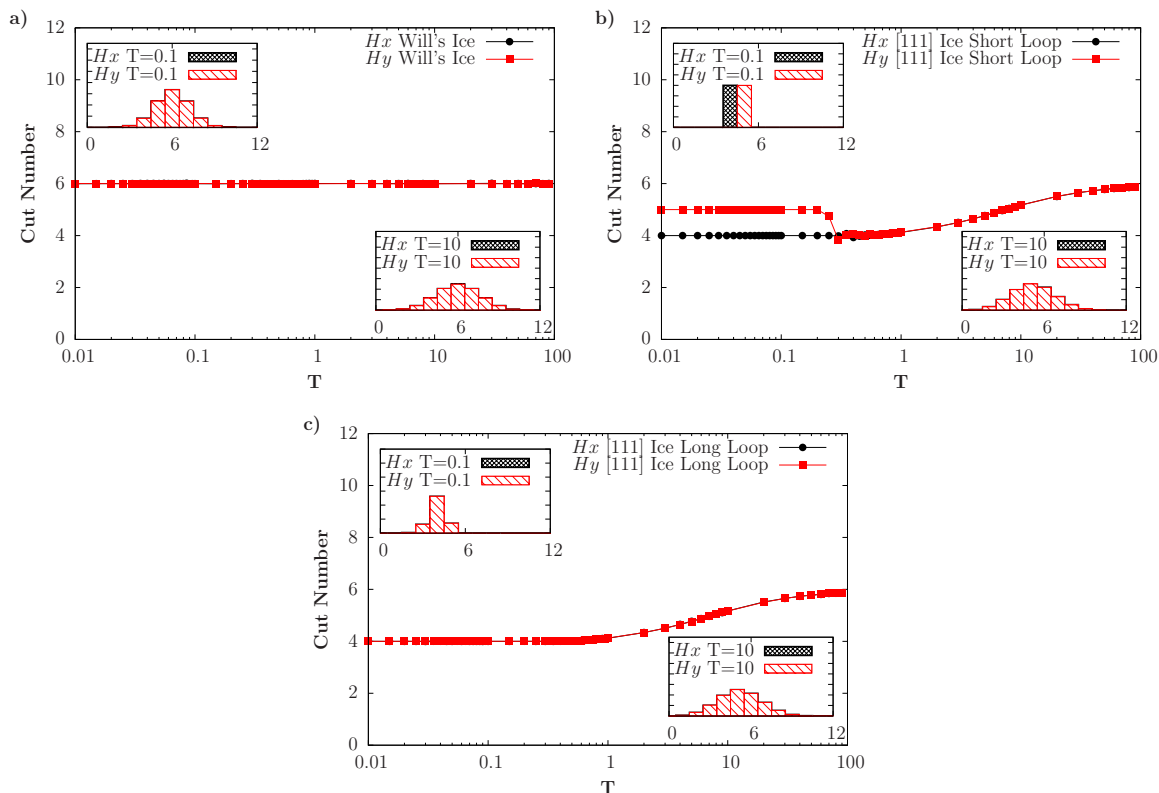 a)
12
10
8
6
4
2
0
Cut Number
Hx Will's Ice
Hy Will's Ice
Hx T=0.1
Hy T=0.1
0 6 12
Hx T=10
Hy T=10
0 6 12
0.01 0.1 1 10 100
T
b)
12
10
8
6
4
2
0
Cut Number
Hx [111] Ice Short Loop
Hy [111] Ice Short Loop
Hx T=0.1
Hy T=0.1
0 6 12
Hx T=10
Hy T=10
0 6 12
0.01 0.1 1 10 100
T
c)
12
10
8
6
4
2
0
Cut Number
Hx [111] Ice Long Loop
Hy [111] Ice Long Loop
Hx T=0.1
Hy T=0.1
0 6 12
Hx T=10
Hy T=10
0 6 12
0.01 0.1 1 10 100
T